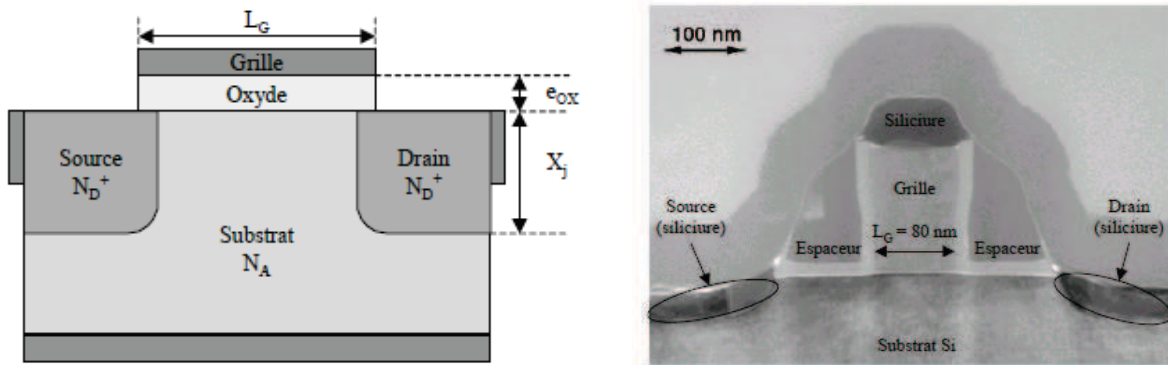 L_G
Grille
Oxyde
e_OX
Source
N_D^+
Drain
N_D^+
X_j
Substrat
N_A
100 nm
Siliciure
Grille
Source
(siliciure)
Drain
(siliciure)
Espaceur
L_G = 80 nm
Espaceur
Substrat Si